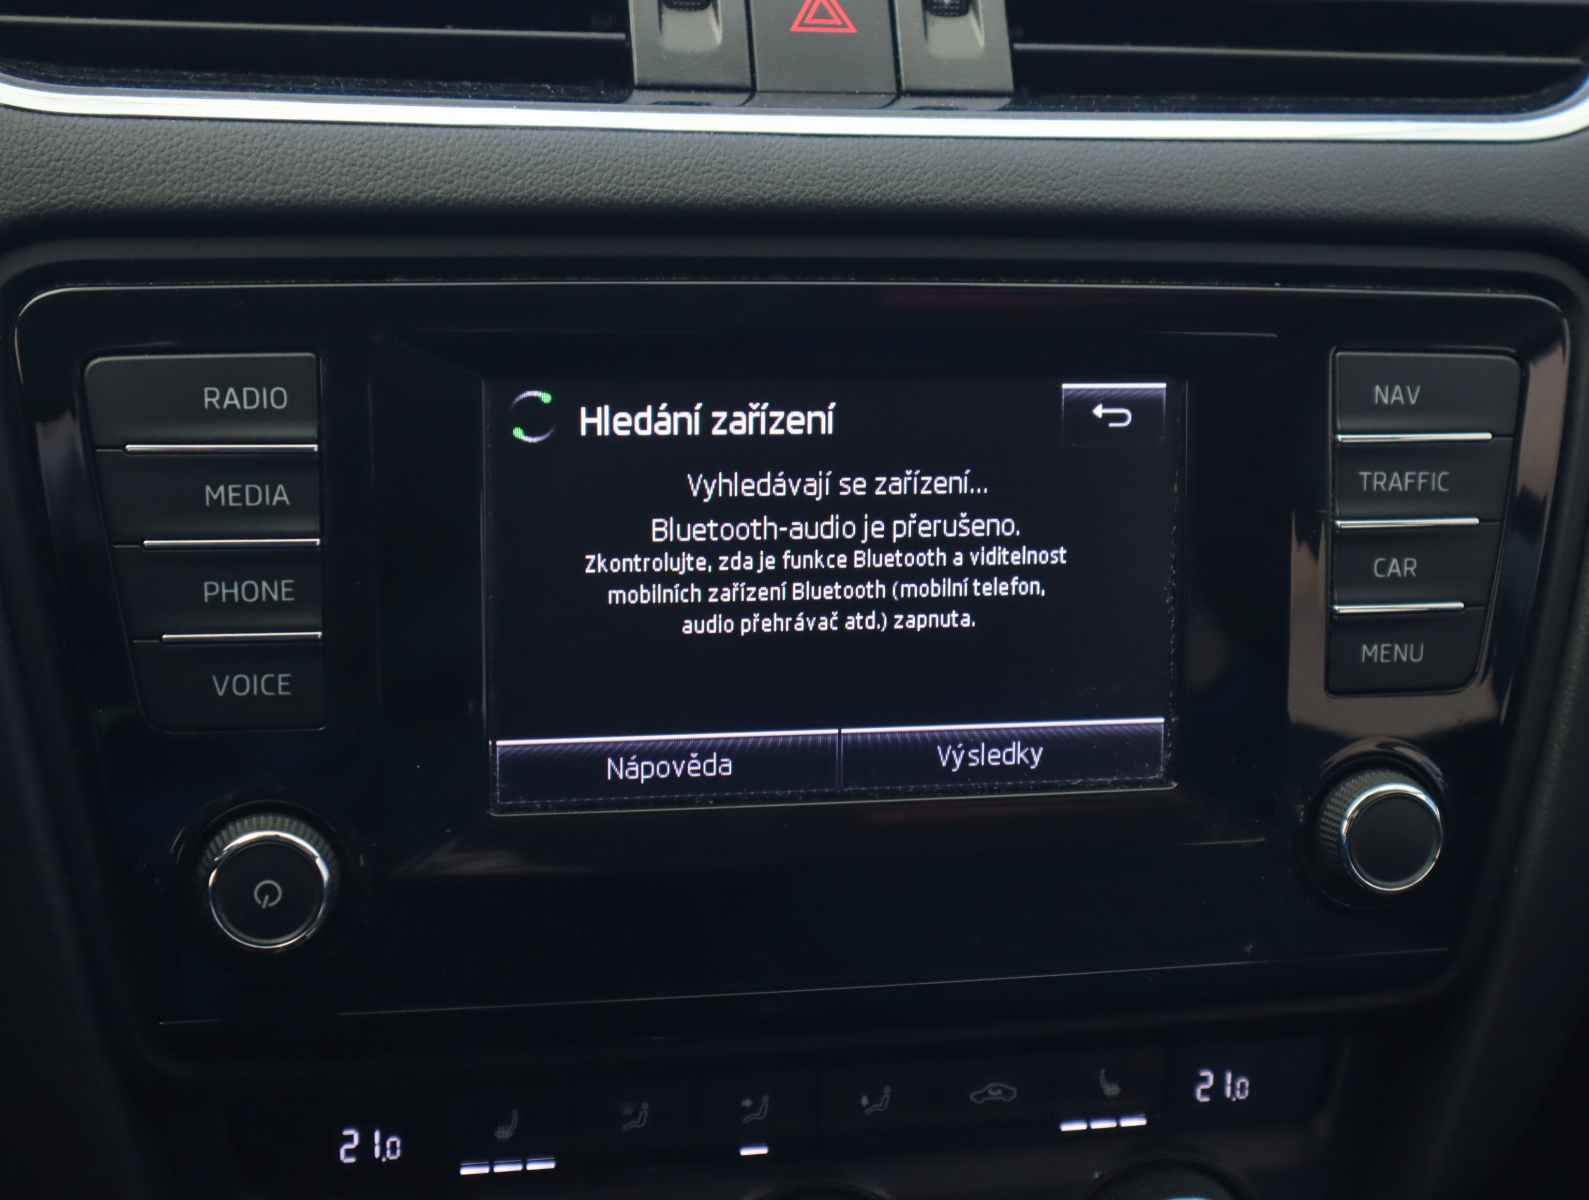 RADIO
MEDIA
PHONE
VOICE
Hledání zařízení
Vyhledávají se zařízení...
Bluetooth-audio je přerušeno.
Zkontrolujte, zda je funkce Bluetooth a viditelnost
mobilních zařízení Bluetooth (mobilní telefon,
audio přehrávač atd.) zapnuta.
Nápověda
Výsledky
NAV
TRAFFIC
CAR
MENU
21.0
21.0